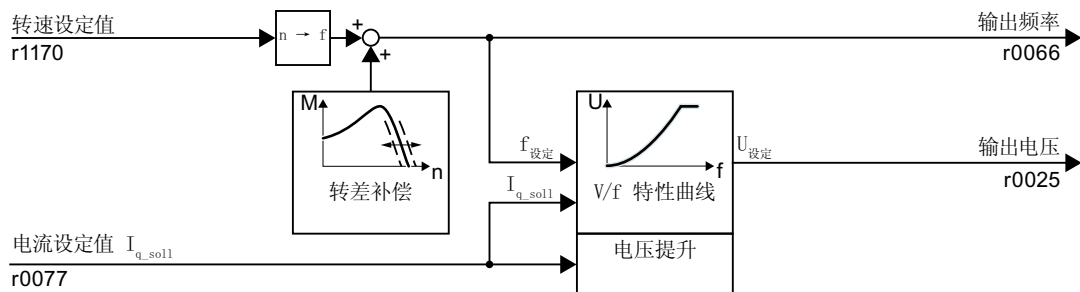 转速设定值
r1170
n → f
+
+
输出频率
r0066
M
n
转差补偿
U
f
f设定
Iq_soll
V/f 特性曲线
U设定
输出电压
r0025
电流设定值 Iq_soll
r0077
电压提升